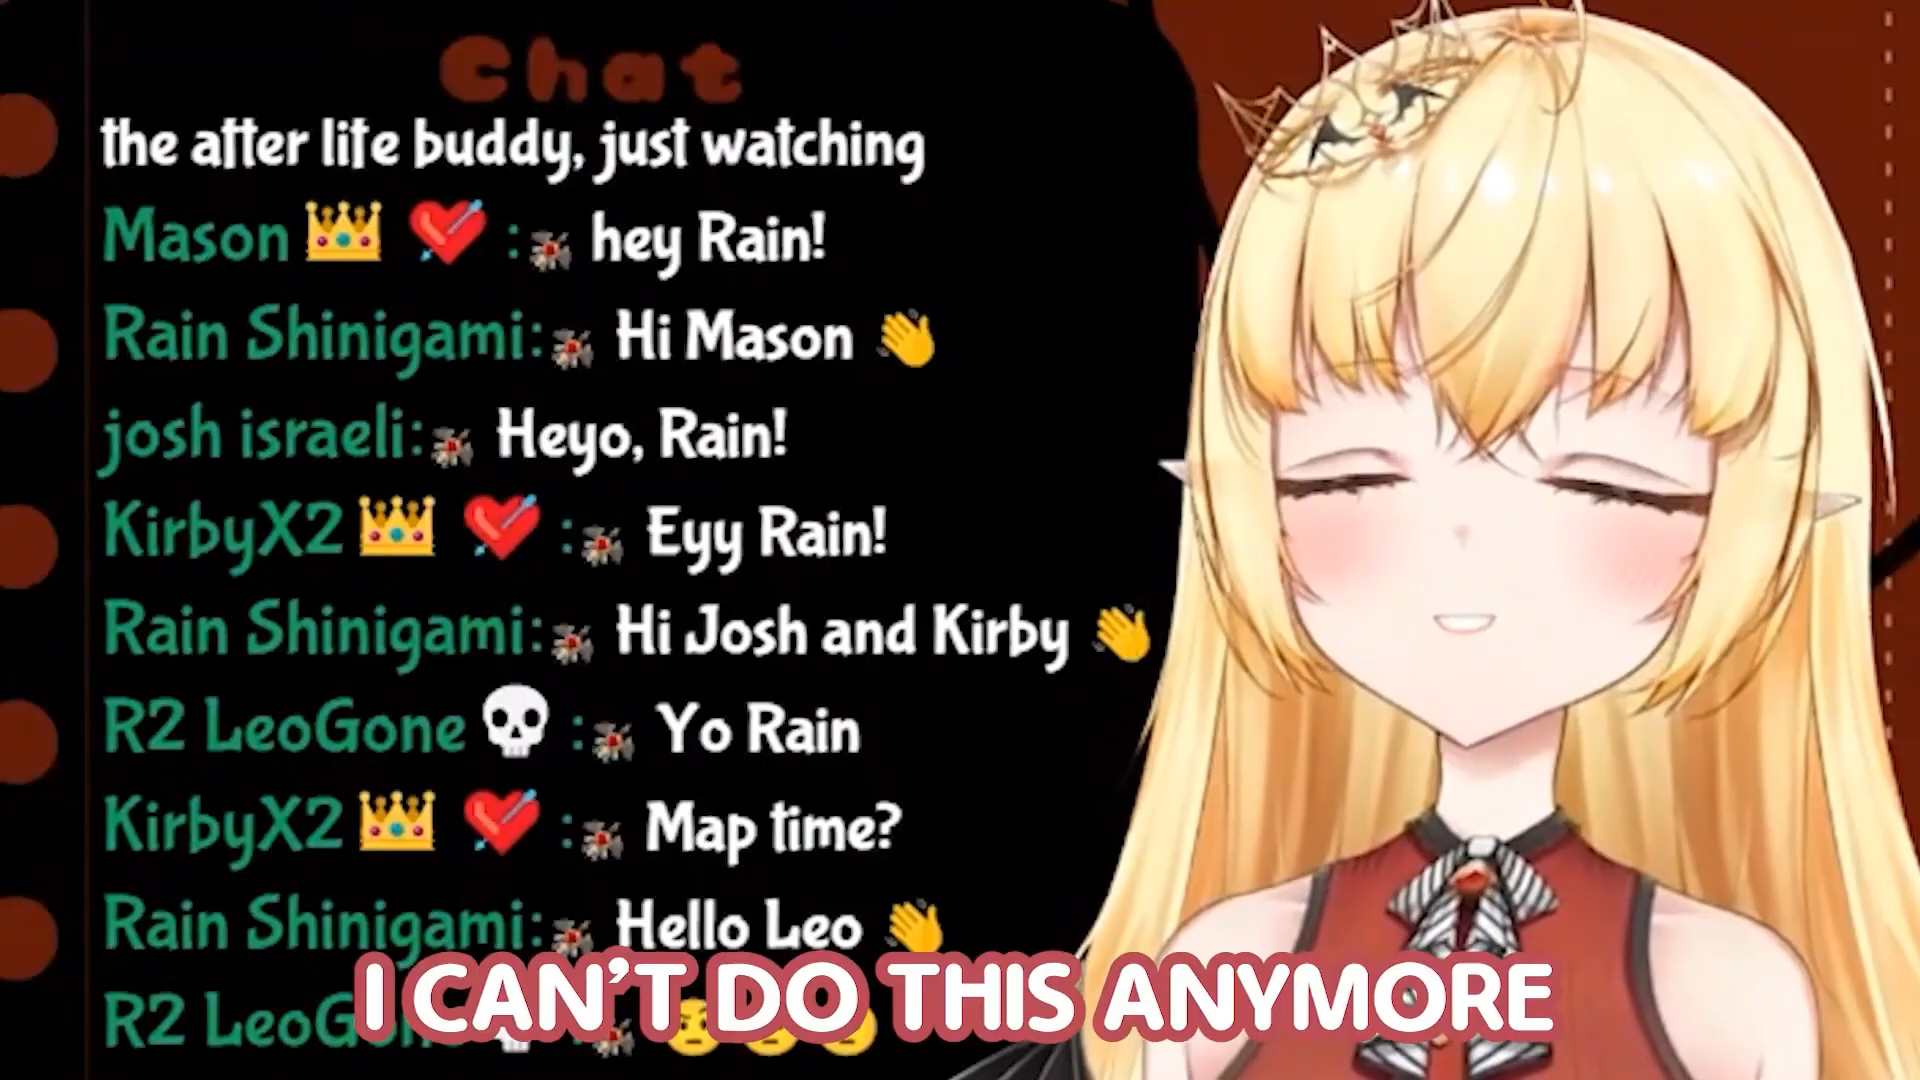 Chat
the after life buddy, just watching
Mason 👑 💘 : hey Rain!
Rain Shinigami: Hi Mason 👋
josh israeli: Heyo, Rain!
KirbyX2 👑 💘 : Eyy Rain!
Rain Shinigami: Hi Josh and Kirby 👋
R2 LeoGone 💀 : Yo Rain
KirbyX2 👑 💘 : Map time?
Rain Shinigami: Hello Leo 👋
R2 LeoGone
I CAN'T DO THIS ANYMORE